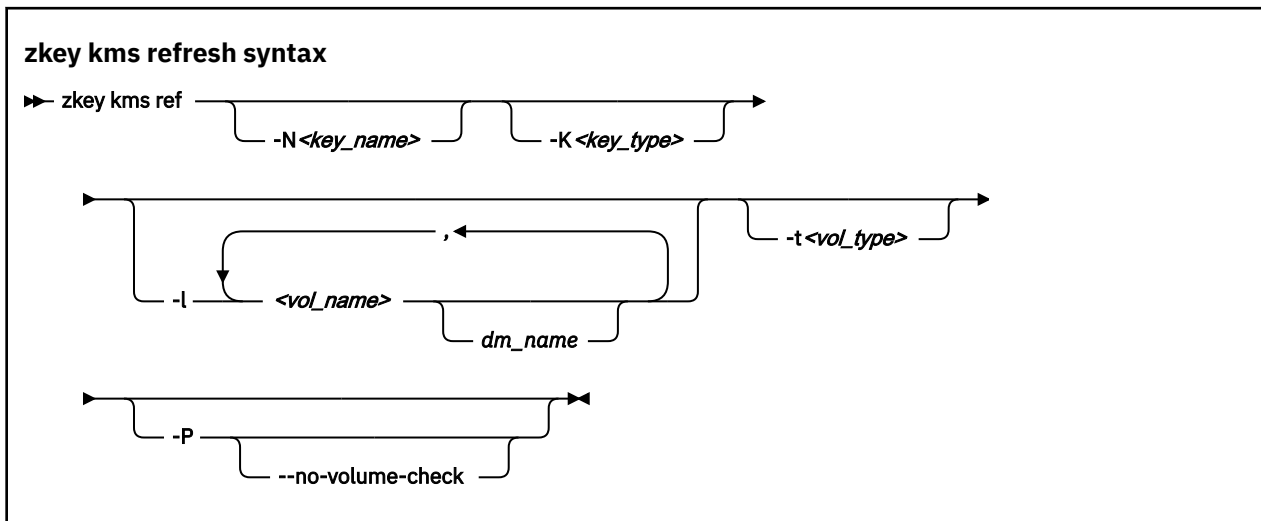 zkey kms refresh syntax
zkey kms ref
-N<key_name> -K<key_type>
,
-t<vol_type>
-l <vol_name>
dm_name
-P
--no-volume-check